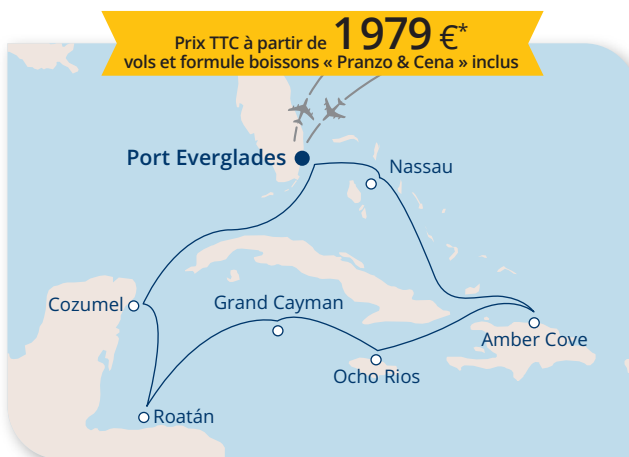 Prix TTC à partir de 1979 €*
vols et formule boissons « Pranzo & Cena » inclus
Port Everglades
Nassau
Cozumel
Grand Cayman
Amber Cove
Ocho Rios
Roatán